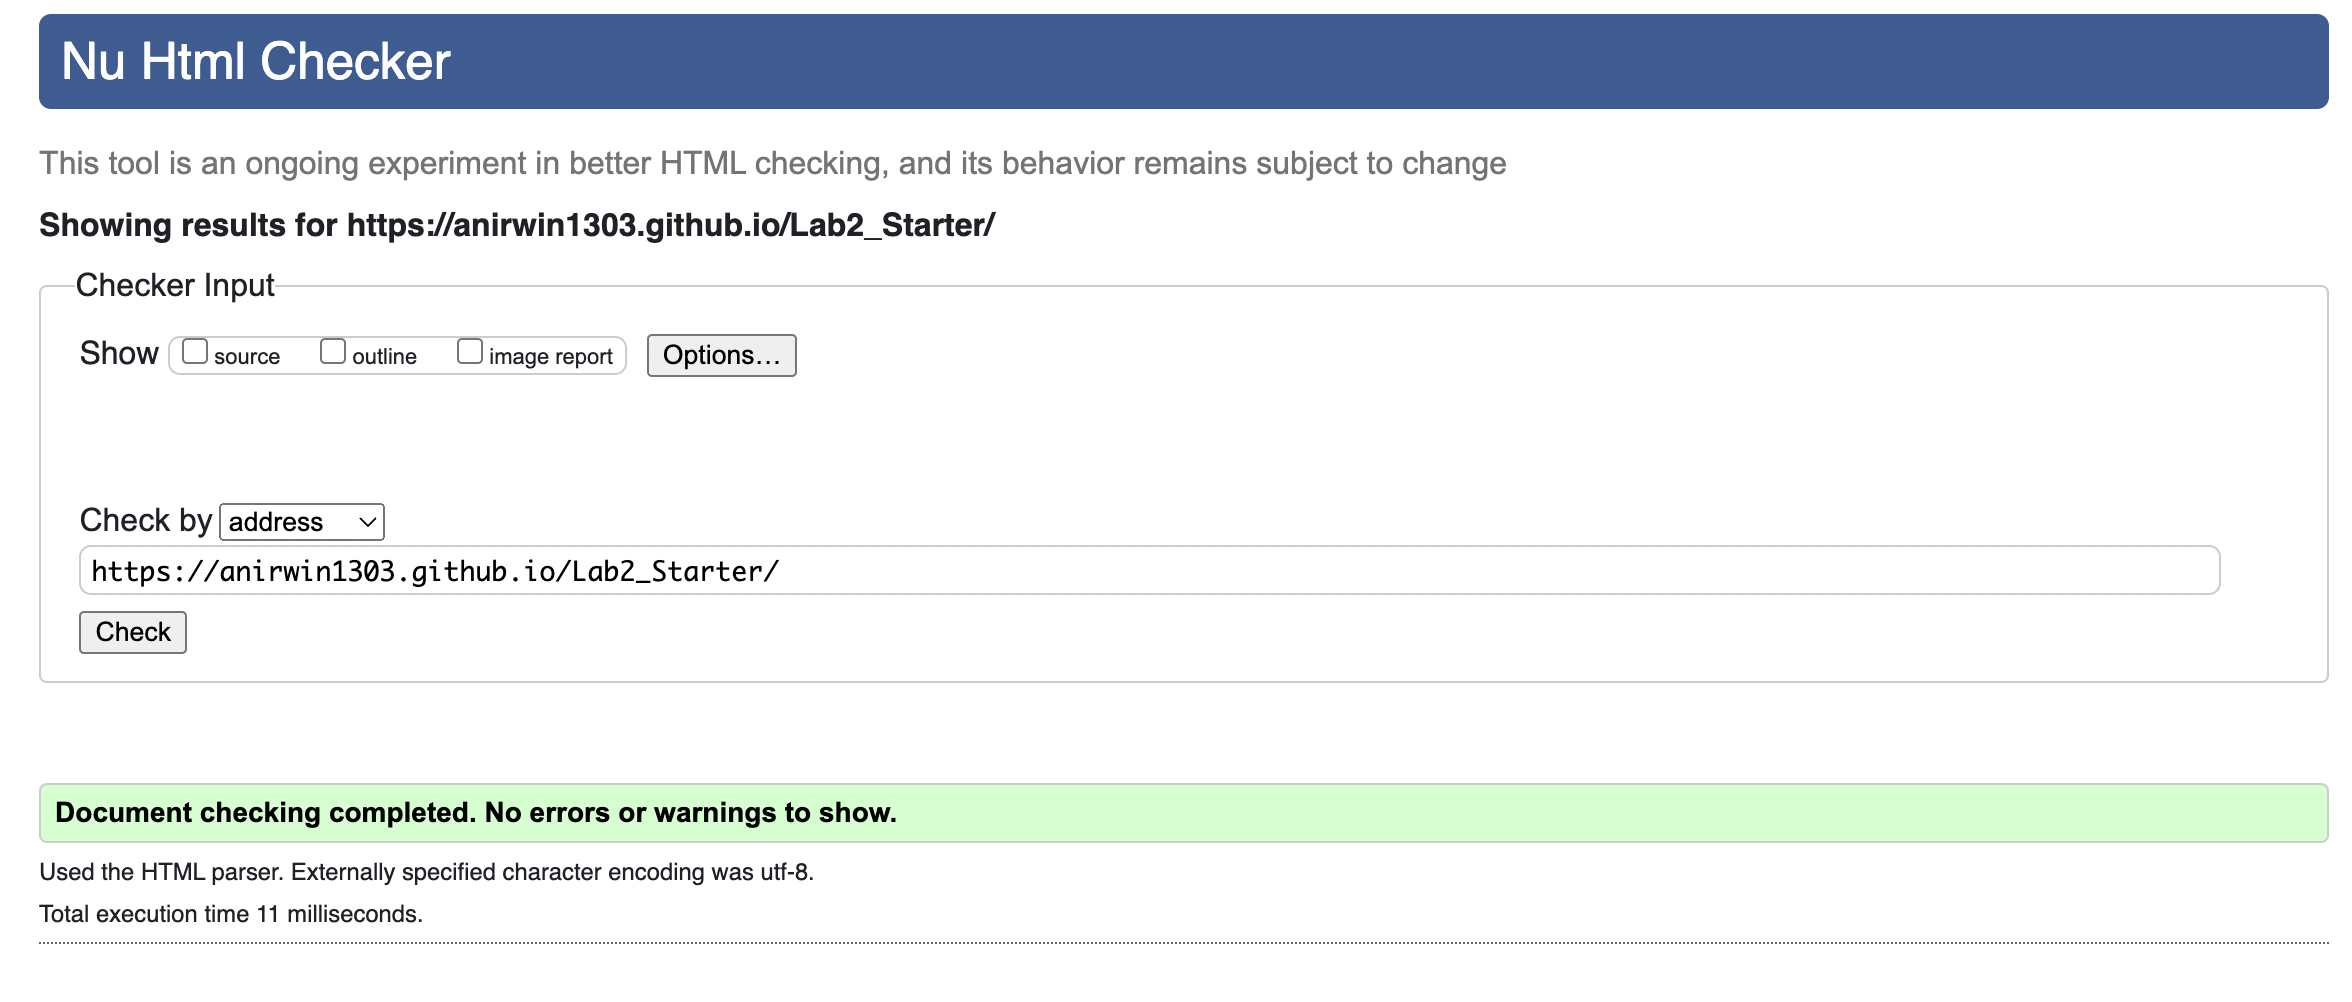 Nu Html Checker
This tool is an ongoing experiment in better HTML checking, and its behavior remains subject to change
Showing results for https://anirwin1303.github.io/Lab2_Starter/
Checker Input
Show source outline image report Options…
Check by address
https://anirwin1303.github.io/Lab2_Starter/
Check
Document checking completed. No errors or warnings to show.
Used the HTML parser. Externally specified character encoding was utf-8.
Total execution time 11 milliseconds.